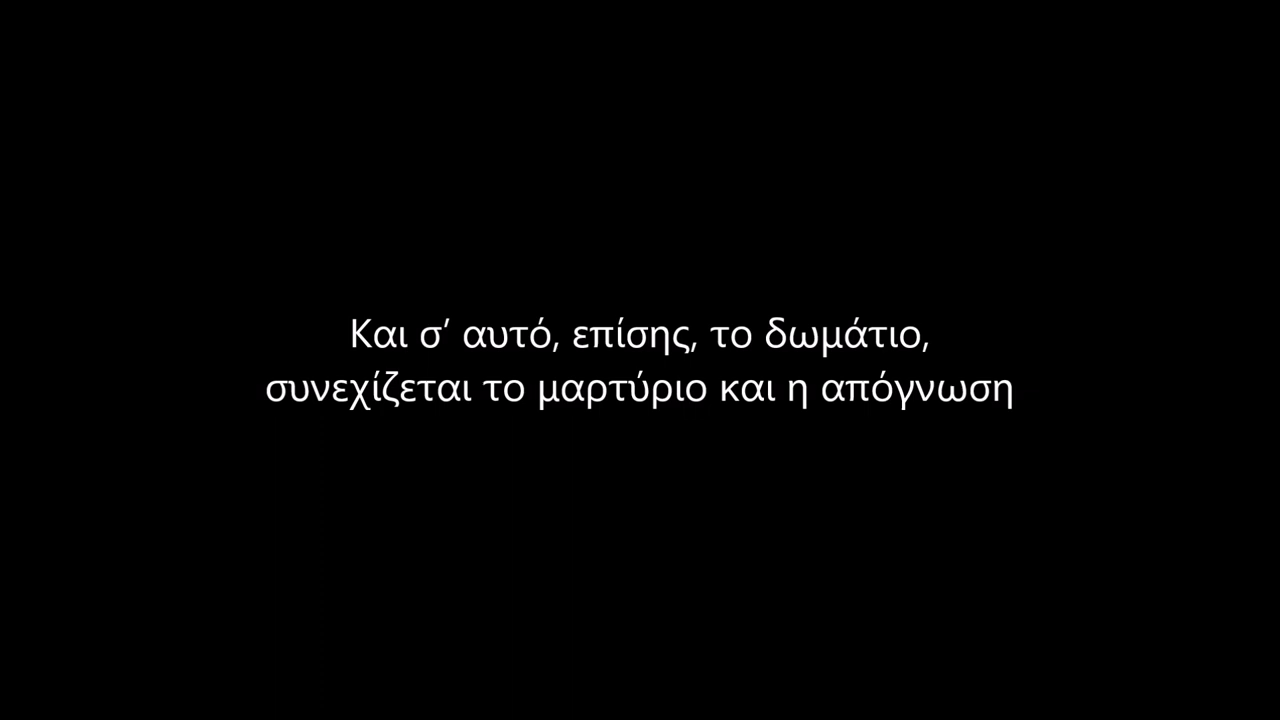 Και σ’ αυτό, επίσης, το δωμάτιο,
συνεχίζεται το μαρτύριο και η απόγνωση